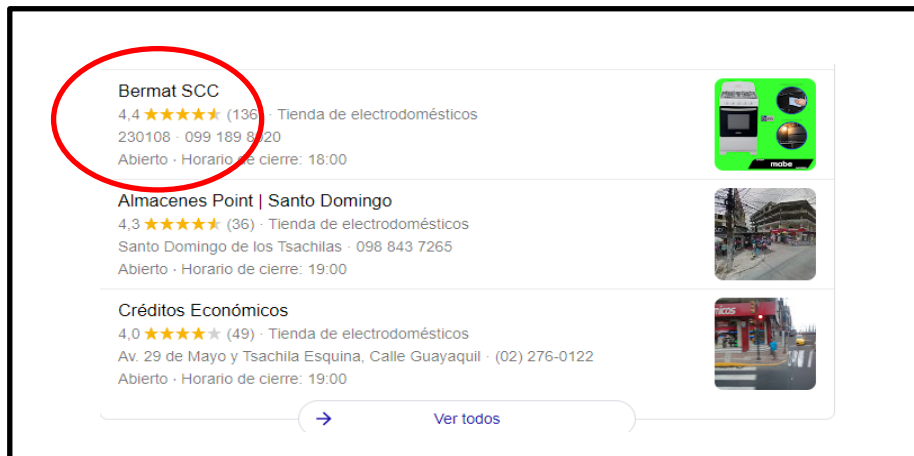 Bermat SCC
4,4 (136) · Tienda de electrodomésticos
230108 · 099 189 8920
Abierto · Horario de cierre: 18:00
mabe
Almacenes Point | Santo Domingo
4,3 (36) · Tienda de electrodomésticos
Santo Domingo de los Tsachilas · 098 843 7265
Abierto · Horario de cierre: 19:00
Créditos Económicos
4,0 (49) · Tienda de electrodomésticos
Av. 29 de Mayo y Tsachila Esquina, Calle Guayaquil · (02) 276-0122
Abierto · Horario de cierre: 19:00
Ver todos